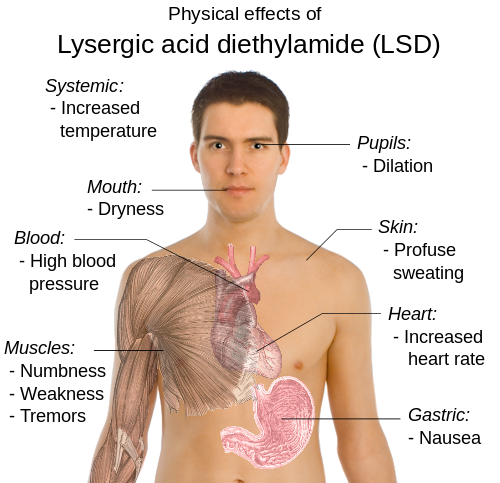 Physical effects of
Lysergic acid diethylamide (LSD)
Systemic:
- Increased
temperature
Pupils:
- Dilation
Mouth:
- Dryness
Skin:
- Profuse
sweating
Blood:
- High blood
pressure
Heart:
- Increased
heart rate
Muscles:
- Numbness
- Weakness
- Tremors
Gastric:
- Nausea